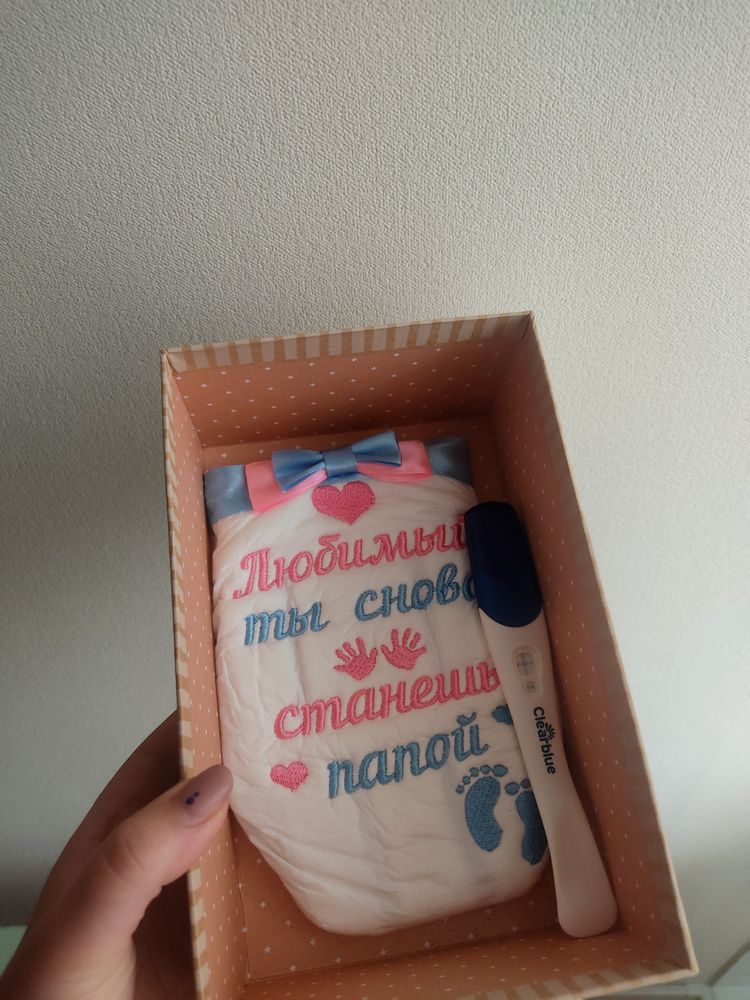 Любимый
ты снова
станешь
папой
Clearblue